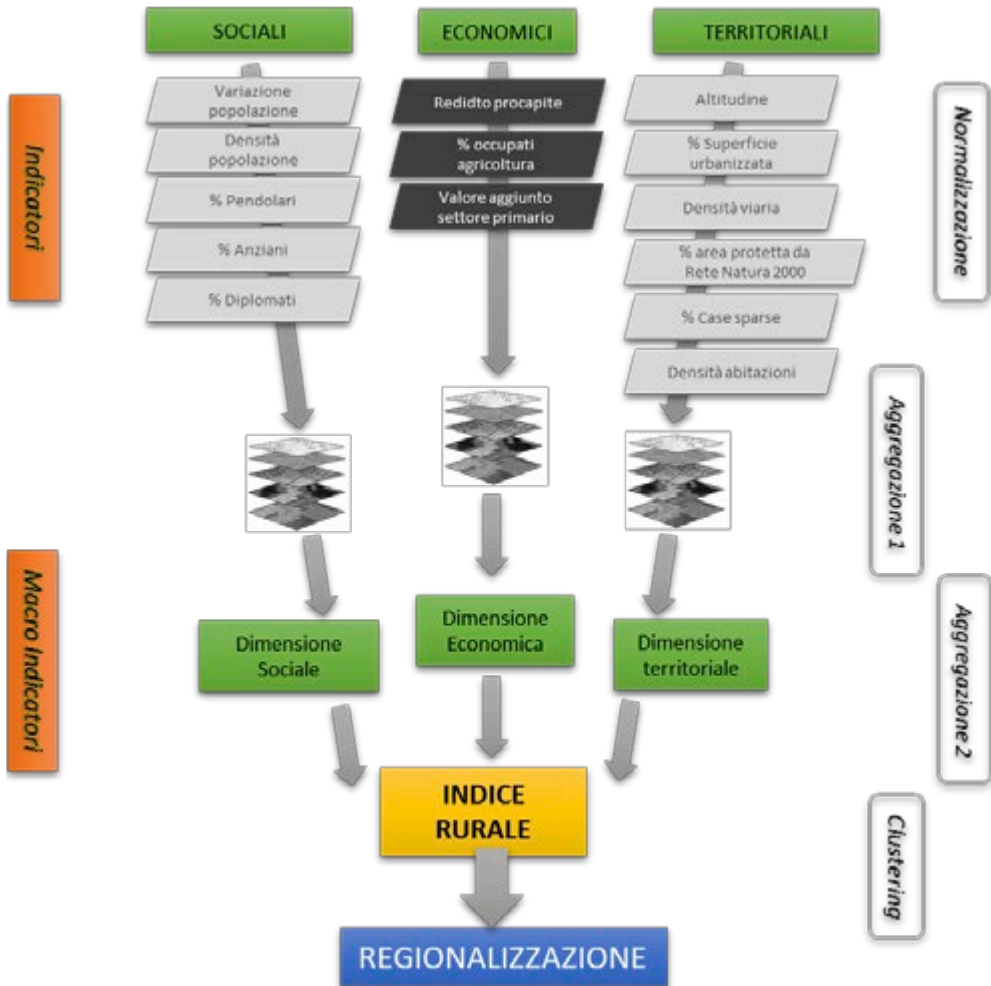 SOCIALI
ECONOMICI
TERRITORIALI
Indicatori
Variazione
popolazione
Densità
popolazione
% Pendolari
% Anziani
% Diplomati
Redidto procapite
% occupati
agricoltura
Valore aggiunto
settore primario
Altitudine
% Superficie
urbanizzata
Densità viaria
% area protetta da
Rete Natura 2000
% Case sparse
Densità abitazioni
Normalizzazione
Aggregazione 1
Macro Indicatori
Dimensione
Sociale
Dimensione
Economica
Dimensione
territoriale
Aggregazione 2
INDICE
RURALE
Clustering
REGIONALIZZAZIONE